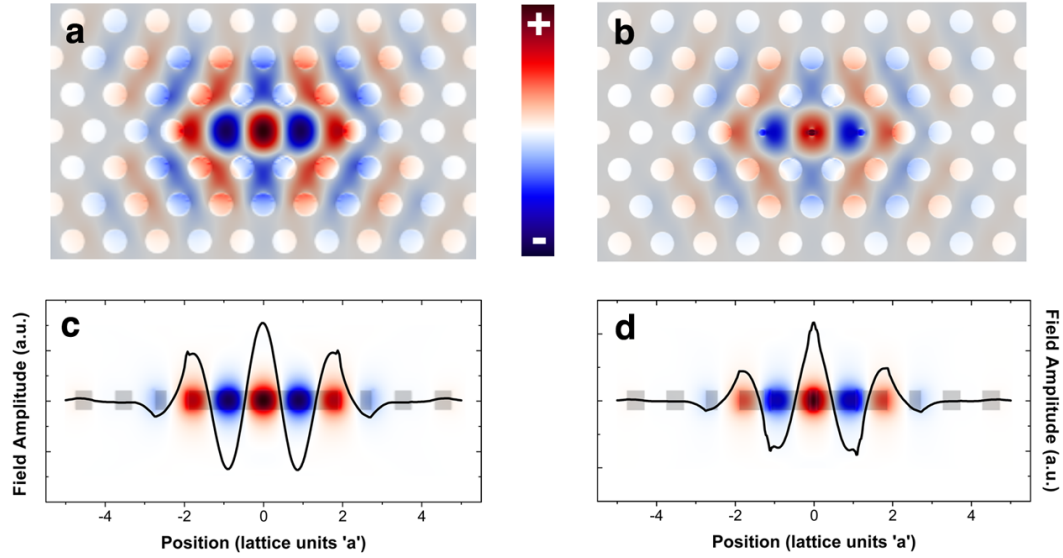 a
+
-
b
c
d
Field Amplitude (a.u.)
-4
-2
0
2
4
Position (lattice units 'a')
-4
-2
0
2
4
Position (lattice units 'a')
Field Amplitude (a.u.)